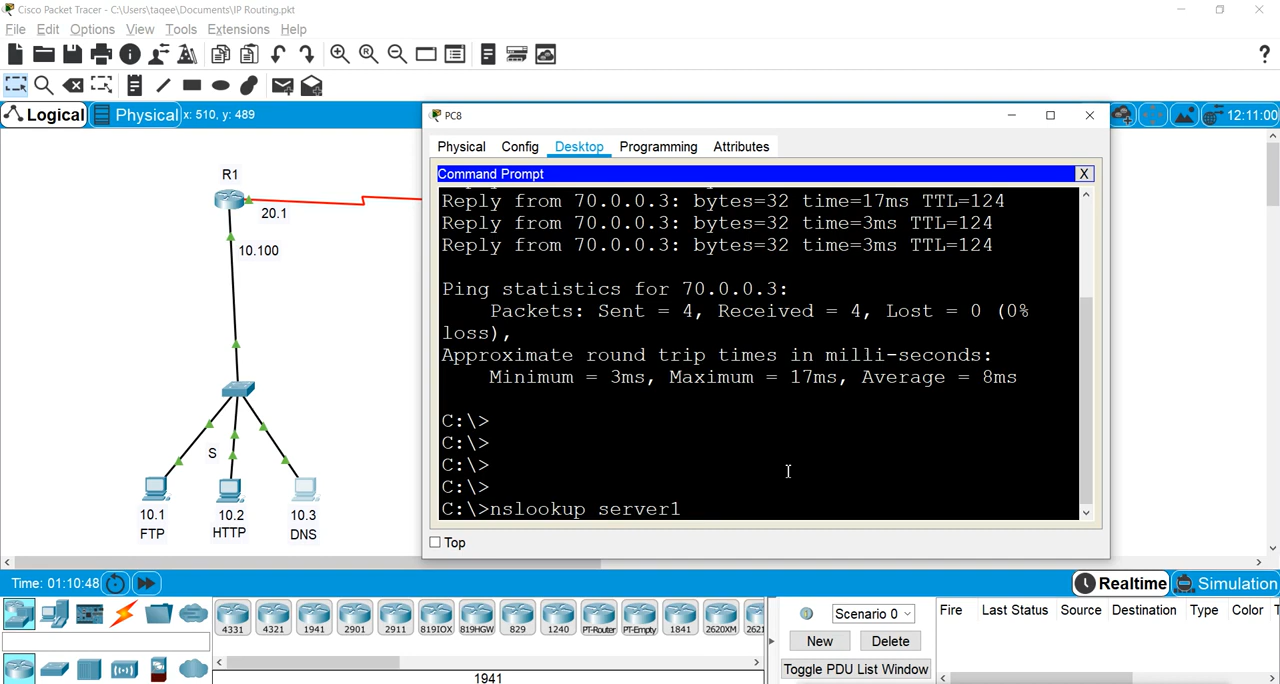 Cisco Packet Tracer - C:\Users\taqee\Documents\IP Routing.pkt
File Edit Options View Tools Extensions Help
?
Logical Physical x: 510, y: 489
12:11:00
PC8
Physical Config Desktop Programming Attributes
Command Prompt X
Reply from 70.0.0.3: bytes=32 time=17ms TTL=124
Reply from 70.0.0.3: bytes=32 time=3ms TTL=124
Reply from 70.0.0.3: bytes=32 time=3ms TTL=124
Ping statistics for 70.0.0.3:
Packets: Sent = 4, Received = 4, Lost = 0 (0%
loss),
Approximate round trip times in milli-seconds:
Minimum = 3ms, Maximum = 17ms, Average = 8ms
C:\>
C:\>
C:\>
C:\>
C:\>nslookup server1
Top
R1
20.1
10.100
S
10.1 10.2 10.3
FTP HTTP DNS
Time: 01:10:48
Realtime Simulation
4331 4321 1941 2901 2911 819IOX 819HGW 829 1240 PT-Router PT-Empty 1841 2620XM 2621
1941
Scenario 0
New Delete
Toggle PDU List Window
Fire Last Status Source Destination Type Color T